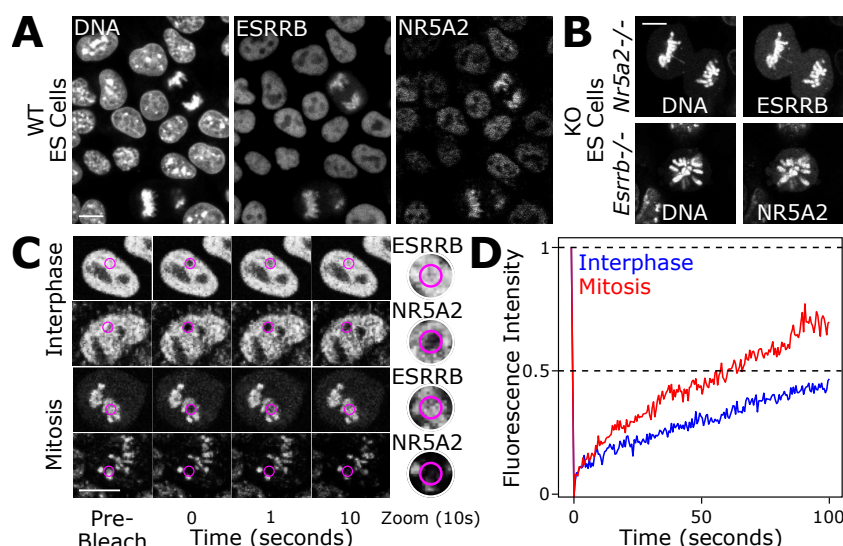 A
DNA
ESRRB
NR5A2
WT
ES Cells
B
KO
ES Cells
Nr5a2-/-
DNA
ESRRB
Esrrb-/-
DNA
NR5A2
C
Interphase
ESRRB
NR5A2
Mitosis
ESRRB
NR5A2
Pre-
Bleach
0
1
10
Time (seconds)
Zoom (10s)
D
Interphase
Mitosis
Fluorescence Intensity
1
0.5
0
0
50
100
Time (seconds)